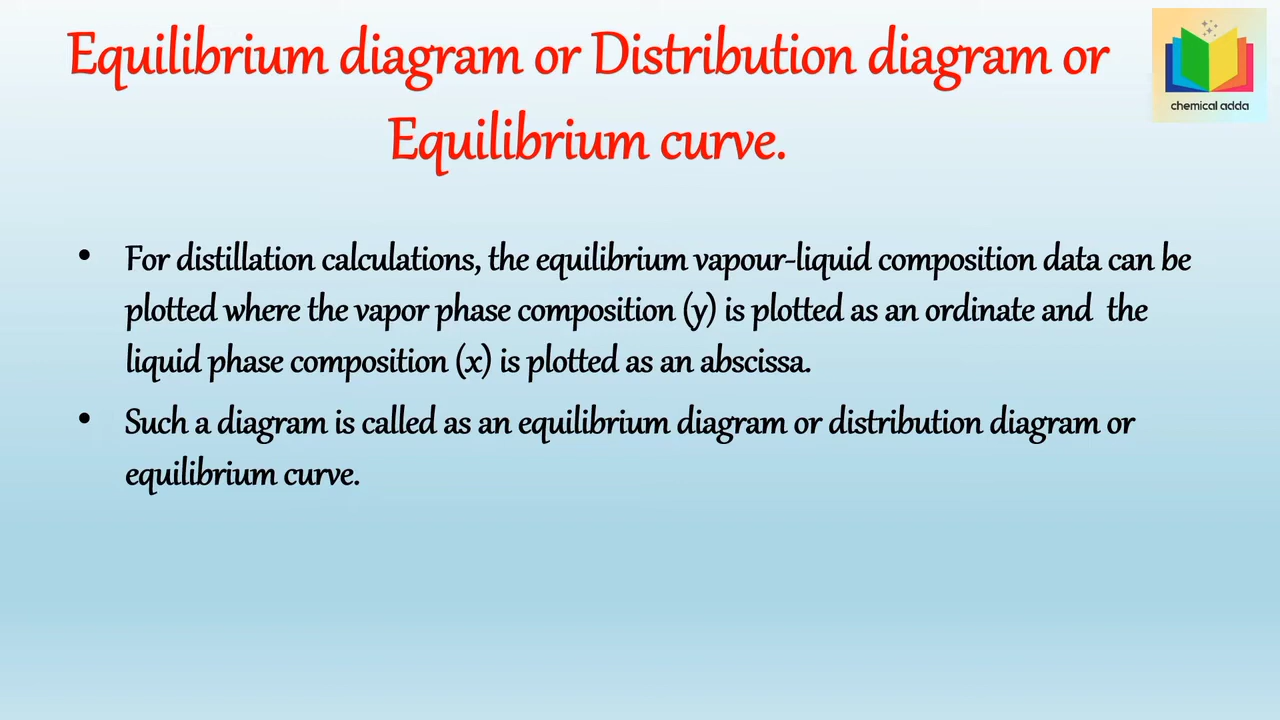 Equilibrium diagram or Distribution diagram or
Equilibrium curve.
chemical adda
• For distillation calculations, the equilibrium vapour-liquid composition data can be
plotted where the vapor phase composition (y) is plotted as an ordinate and the
liquid phase composition (x) is plotted as an abscissa.
• Such a diagram is called as an equilibrium diagram or distribution diagram or
equilibrium curve.